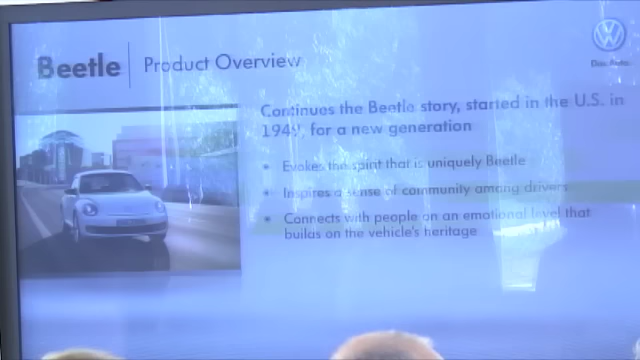 Beetle | Product Overview
Das Auto.
Continues the Beetle story, started in the U.S. in
1949, for a new generation
• Evokes the spirit that is uniquely Beetle
• Inspires a sense of community among drivers
• Connects with people on an emotional level that
builds on the vehicle's heritage